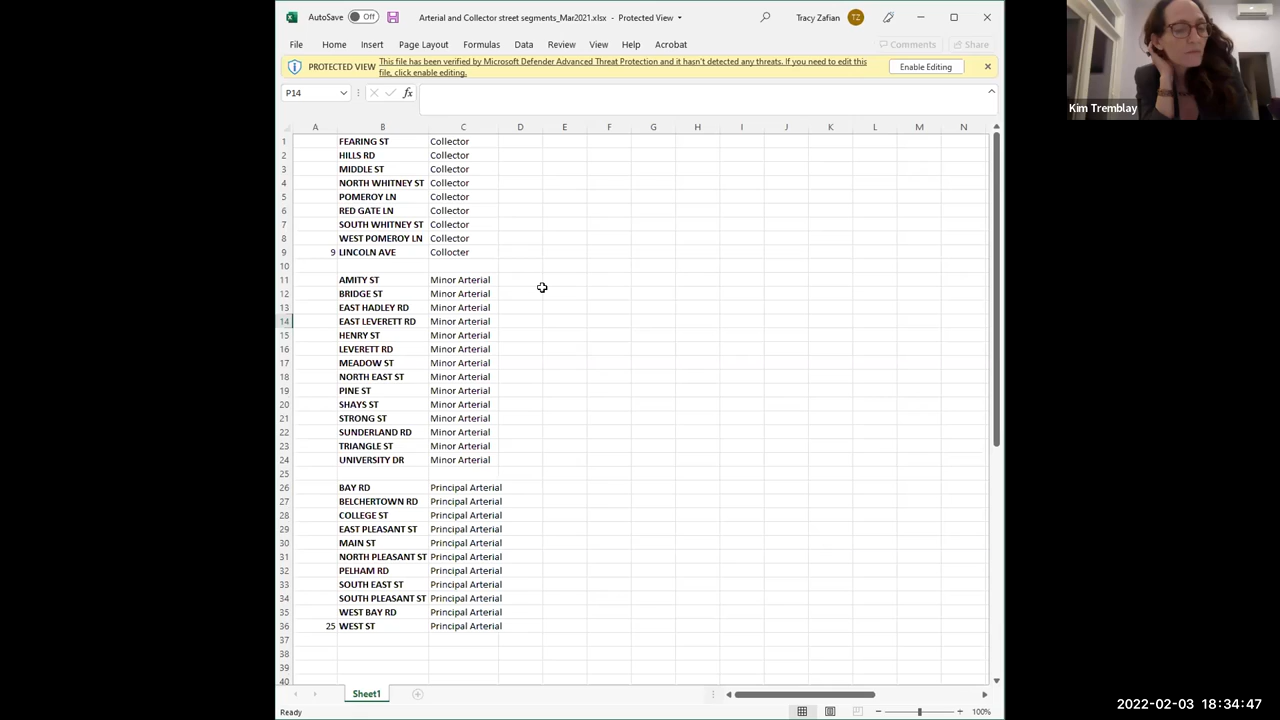 AutoSave Off Arterial and Collector street segments_Mar2021.xlsx - Protected View Tracy Zafian TZ
File Home Insert Page Layout Formulas Data Review View Help Acrobat Comments Share
PROTECTED VIEW This file has been verified by Microsoft Defender Advanced Threat Protection and it hasn't detected any threats. If you need to edit this
file, click enable editing.
Enable Editing
P14 fx
A B C D E F G H I J K L M N
1 FEARING ST Collector
2 HILLS RD Collector
3 MIDDLE ST Collector
4 NORTH WHITNEY ST Collector
5 POMEROY LN Collector
6 RED GATE LN Collector
7 SOUTH WHITNEY ST Collector
8 WEST POMEROY LN Collector
9 9 LINCOLN AVE Collocter
10
11 AMITY ST Minor Arterial
12 BRIDGE ST Minor Arterial
13 EAST HADLEY RD Minor Arterial
14 EAST LEVERETT RD Minor Arterial
15 HENRY ST Minor Arterial
16 LEVERETT RD Minor Arterial
17 MEADOW ST Minor Arterial
18 NORTH EAST ST Minor Arterial
19 PINE ST Minor Arterial
20 SHAYS ST Minor Arterial
21 STRONG ST Minor Arterial
22 SUNDERLAND RD Minor Arterial
23 TRIANGLE ST Minor Arterial
24 UNIVERSITY DR Minor Arterial
25
26 BAY RD Principal Arterial
27 BELCHERTOWN RD Principal Arterial
28 COLLEGE ST Principal Arterial
29 EAST PLEASANT ST Principal Arterial
30 MAIN ST Principal Arterial
31 NORTH PLEASANT ST Principal Arterial
32 PELHAM RD Principal Arterial
33 SOUTH EAST ST Principal Arterial
34 SOUTH PLEASANT ST Principal Arterial
35 WEST BAY RD Principal Arterial
36 25 WEST ST Principal Arterial
37
38
39
40
Sheet1
Ready 100%
Kim Tremblay
2022-02-03 18:34:47